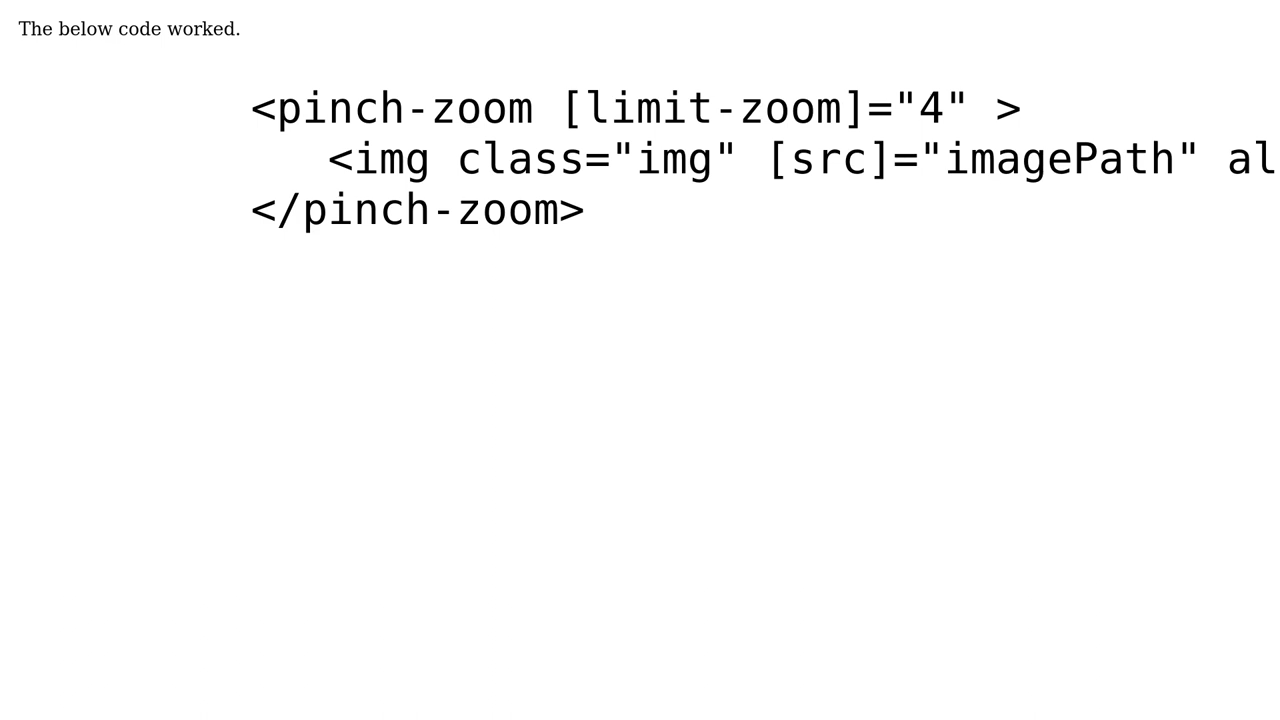 The below code worked.
<pinch-zoom [limit-zoom]="4" >
<img class="img" [src]="imagePath" al
</pinch-zoom>